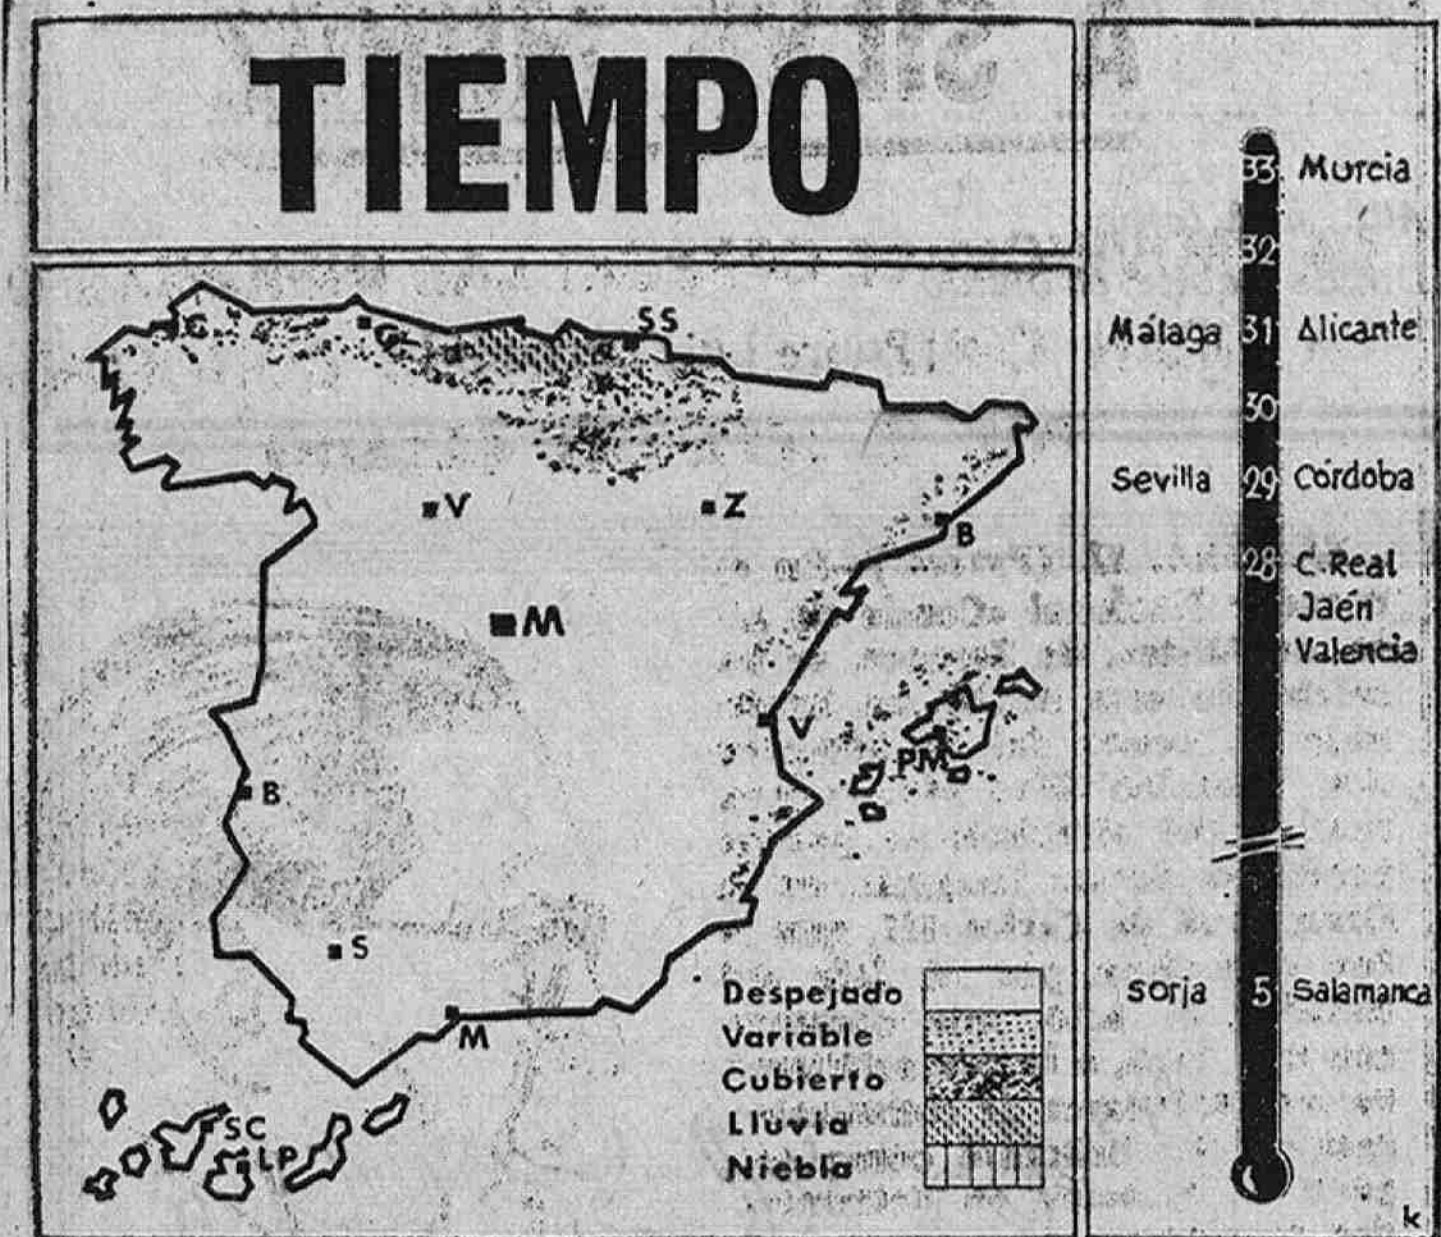 TIEMPO
C
G
SS
V
Z
B
M
V
PM
B
S
M
SC
LP
Despejado
Variable
Cubierto
Lluvia
Niebla
33 Murcia
32
Málaga 31 Alicante
30
Sevilla 29 Córdoba
28 C.Real
Jaén
Valencia
Sorja 5 Salamanca
k